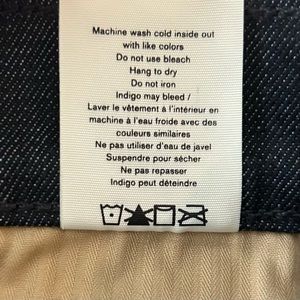 Machine wash cold inside out
with like colors
Do not use bleach
Hang to dry
Do not iron
Indigo may bleed /
Laver le vêtement à l'intérieur en
machine à l'eau froide avec des
couleurs similaires
Ne pas utiliser d'eau de javel
Suspendre pour sécher
Ne pas repasser
Indigo peut déteindre